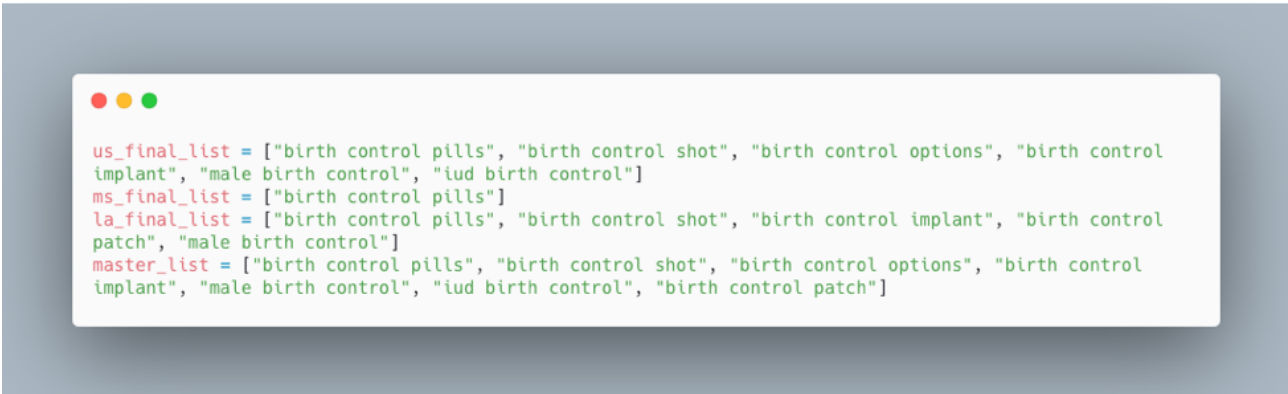 us_final_list = ["birth control pills", "birth control shot", "birth control options", "birth control
implant", "male birth control", "iud birth control"]
ms_final_list = ["birth control pills"]
la_final_list = ["birth control pills", "birth control shot", "birth control implant", "birth control
patch", "male birth control"]
master_list = ["birth control pills", "birth control shot", "birth control options", "birth control
implant", "male birth control", "iud birth control", "birth control patch"]